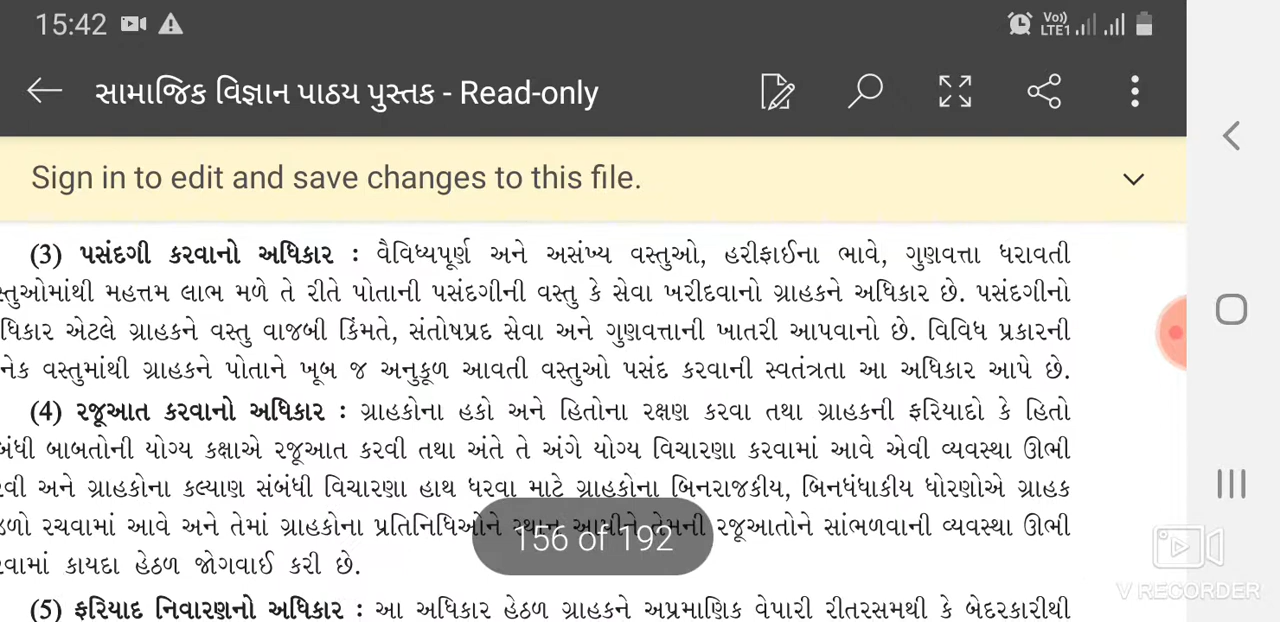 15:42
Vo)) LTE1
સામાજિક વિજ્ઞાન પાઠય પુસ્તક - Read-only
Sign in to edit and save changes to this file.
(3) પસંદગી કરવાનો અધિકાર : વૈવિધ્યપૂર્ણ અને અસંખ્ય વસ્તુઓ, હરીફાઈના ભાવે, ગુણવત્તા ધરાવતી
સ્તુઓમાંથી મહત્તમ લાભ મળે તે રીતે પોતાની પસંદગીની વસ્તુ કે સેવા ખરીદવાનો ગ્રાહકને અધિકાર છે. પસંદગીનો
ધિકાર એટલે ગ્રાહકને વસ્તુ વાજબી કિંમતે, સંતોષપ્રદ સેવા અને ગુણવત્તાની ખાતરી આપવાનો છે. વિવિધ પ્રકારની
નેક વસ્તુમાંથી ગ્રાહકને પોતાને ખૂબ જ અનુકૂળ આવતી વસ્તુઓ પસંદ કરવાની સ્વતંત્રતા આ અધિકાર આપે છે.
(4) રજૂઆત કરવાનો અધિકાર : ગ્રાહકોના હકો અને હિતોના રક્ષણ કરવા તથા ગ્રાહકની ફરિયાદો કે હિતો
બંધી બાબતોની યોગ્ય કક્ષાએ રજૂઆત કરવી તથા અંતે તે અંગે યોગ્ય વિચારણા કરવામાં આવે એવી વ્યવસ્થા ઊભી
રવી અને ગ્રાહકોના કલ્યાણ સંબંધી વિચારણા હાથ ધરવા માટે ગ્રાહકોના બિનરાજકીય, બિનધંધાકીય ધોરણોએ ગ્રાહક
ડળો રચવામાં આવે અને તેમાં ગ્રાહકોના પ્રતિનિધિઓને સ્થાન આપીને તેમની રજૂઆતોને સાંભળવાની વ્યવસ્થા ઊભી
156 of 192
રવામાં કાયદા હેઠળ જોગવાઈ કરી છે.
(5) ફરિયાદ નિવારણનો અધિકાર : આ અધિકાર હેઠળ ગ્રાહકને અપ્રમાણિક વેપારી રીતરસમથી કે બેદરકારીથી
V RECORDER